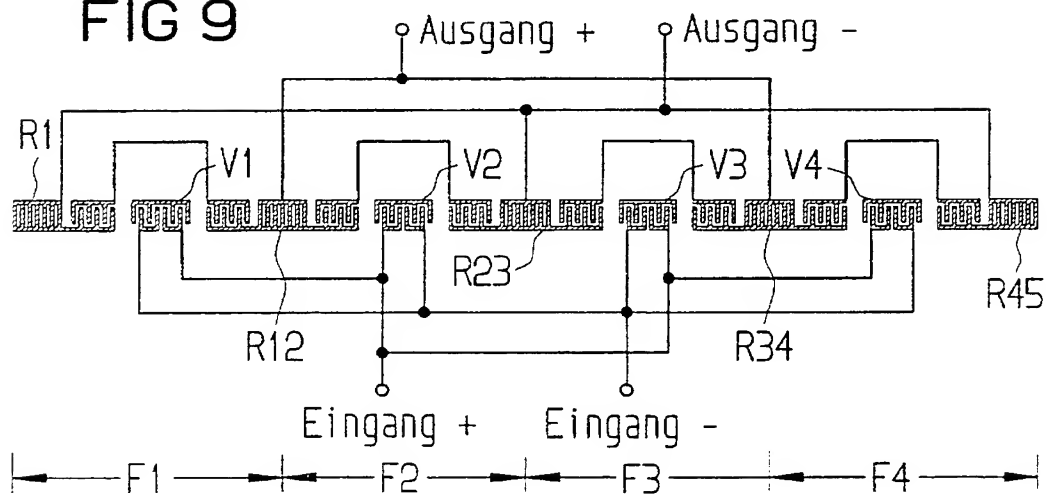 FIG 9
Ausgang + Ausgang -
R1 V1 V2 V3 V4
R12 R23 R34 R45
Eingang + Eingang -
F1 F2 F3 F4